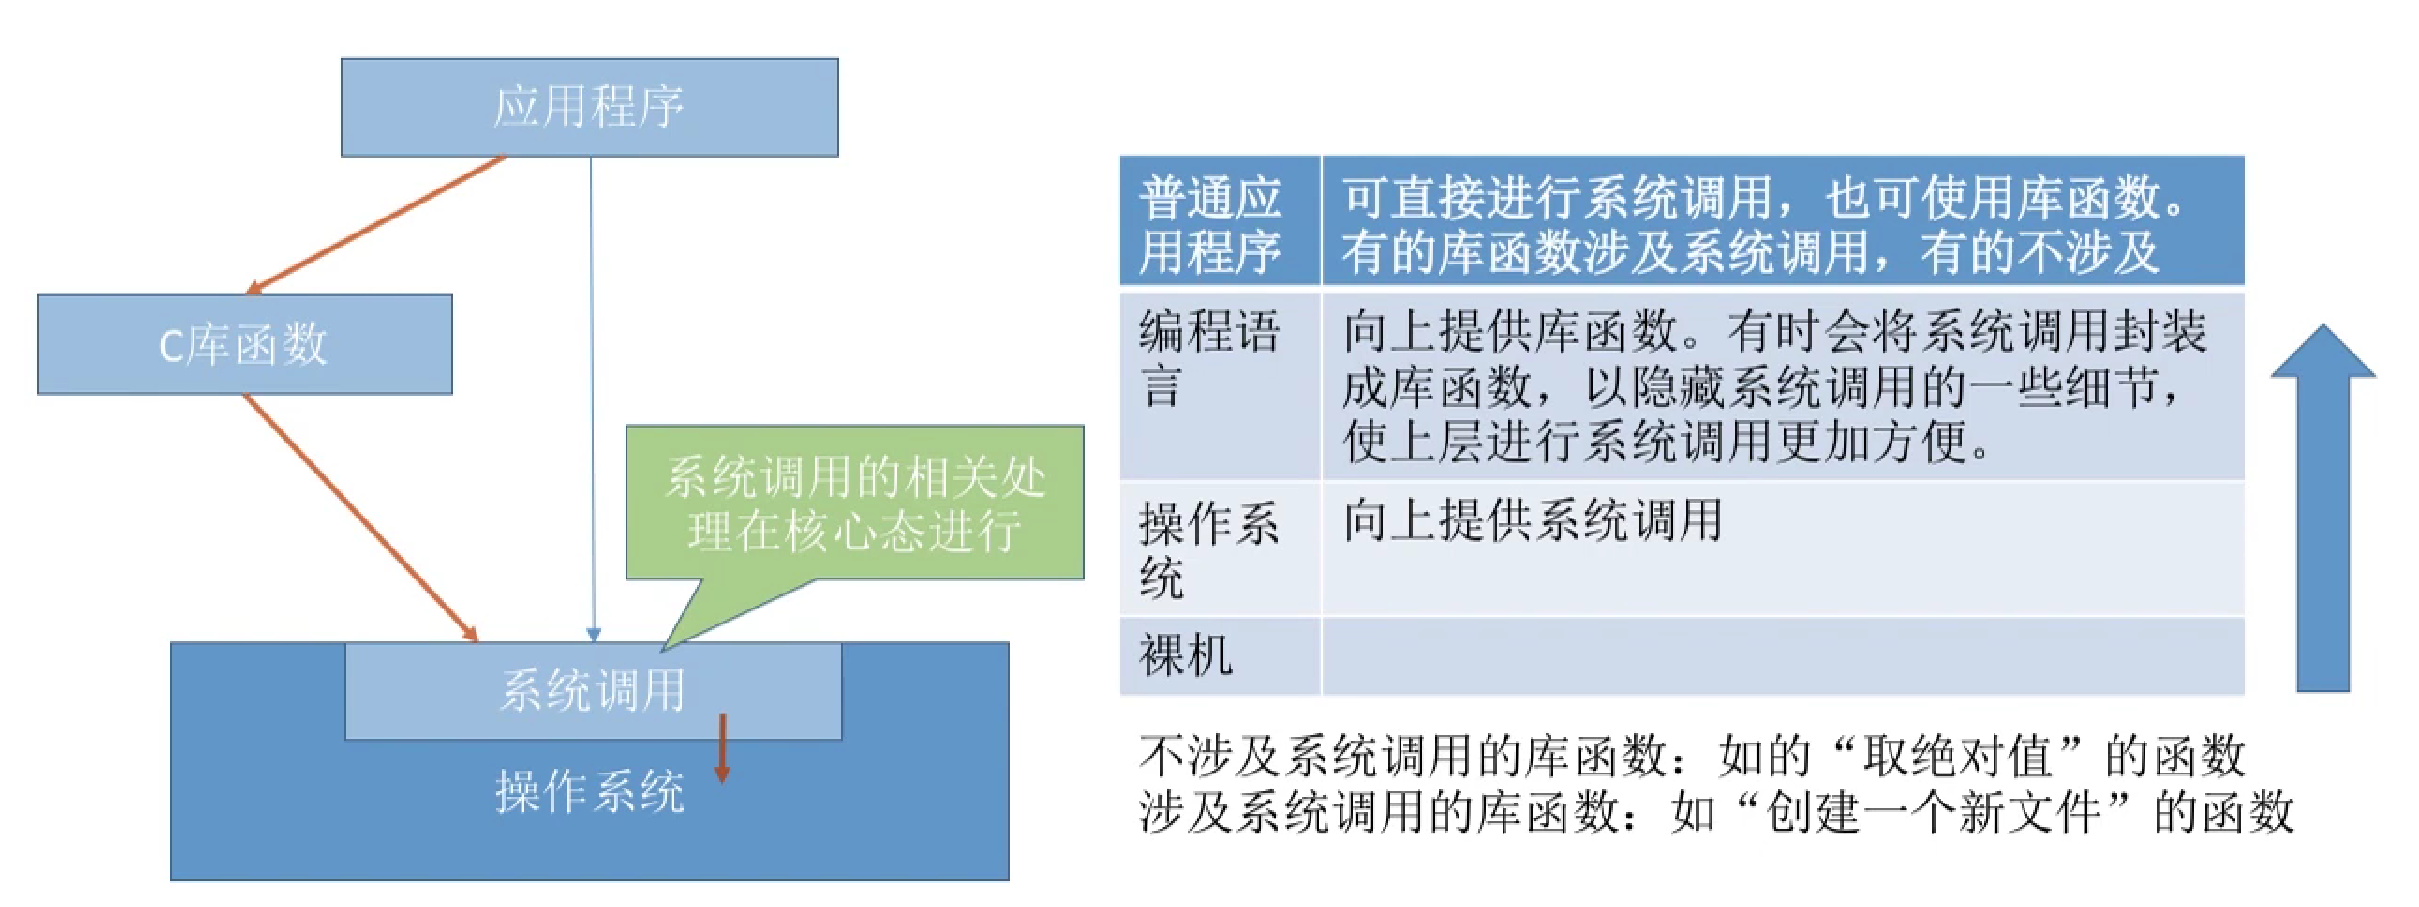 应用程序
C库函数
系统调用的相关处
理在核心态进行
系统调用
操作系统
普通应
用程序
可直接进行系统调用，也可使用库函数。
有的库函数涉及系统调用，有的不涉及
编程语
言
向上提供库函数。有时会将系统调用封装
成库函数，以隐藏系统调用的一些细节，
使上层进行系统调用更加方便。
操作系
统
向上提供系统调用
裸机
不涉及系统调用的库函数：如的“取绝对值”的函数
涉及系统调用的库函数：如“创建一个新文件”的函数